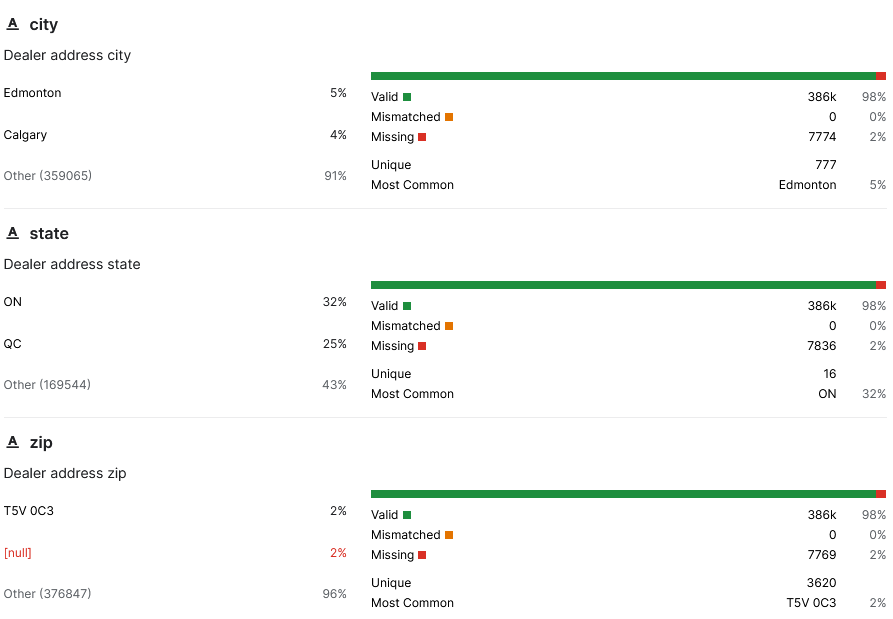 A city
Dealer address city
Edmonton 5%
Calgary 4%
Other (359065) 91%
Valid 386k 98%
Mismatched 0 0%
Missing 7774 2%
Unique 777
Most Common Edmonton 5%
A state
Dealer address state
ON 32%
QC 25%
Other (169544) 43%
Valid 386k 98%
Mismatched 0 0%
Missing 7836 2%
Unique 16
Most Common ON 32%
A zip
Dealer address zip
T5V 0C3 2%
[null] 2%
Other (376847) 96%
Valid 386k 98%
Mismatched 0 0%
Missing 7769 2%
Unique 3620
Most Common T5V 0C3 2%